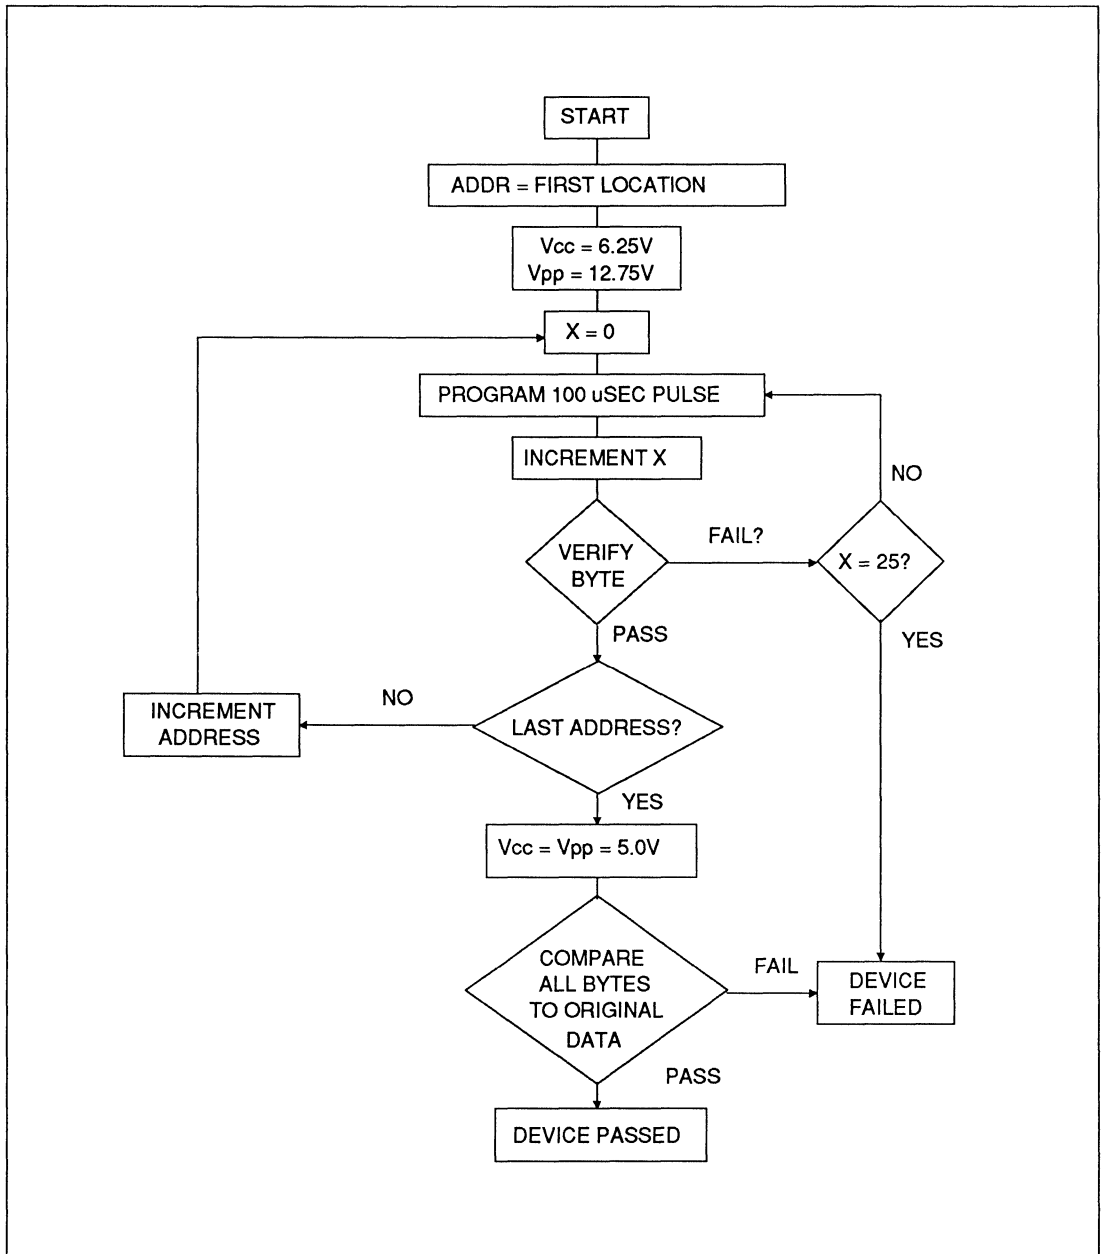 START
ADDR = FIRST LOCATION
Vcc = 6.25V
Vpp = 12.75V
X = 0
PROGRAM 100 uSEC PULSE
INCREMENT X
NO
FAIL?
VERIFY
BYTE
X = 25?
PASS
YES
NO
INCREMENT
ADDRESS
LAST ADDRESS?
YES
Vcc = Vpp = 5.0V
COMPARE
ALL BYTES
TO ORIGINAL
DATA
FAIL
DEVICE
FAILED
PASS
DEVICE PASSED